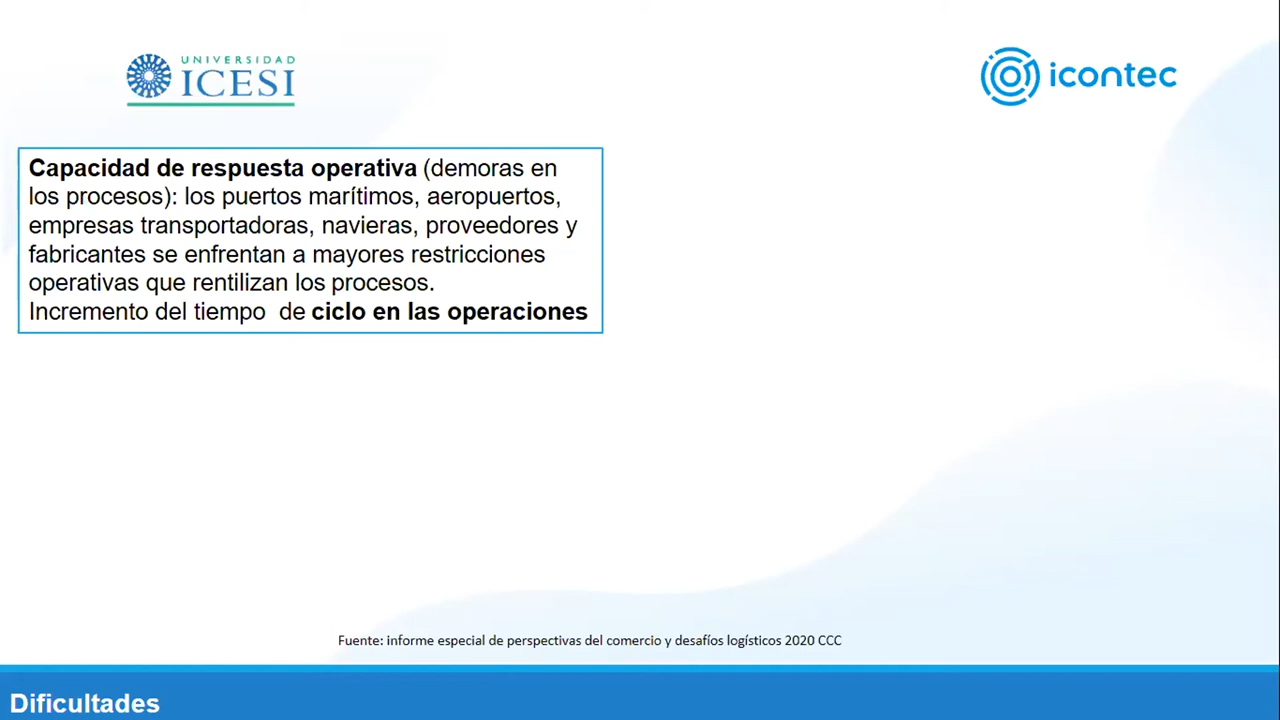 UNIVERSIDAD
ICESI
icontec
Capacidad de respuesta operativa (demoras en
los procesos): los puertos marítimos, aeropuertos,
empresas transportadoras, navieras, proveedores y
fabricantes se enfrentan a mayores restricciones
operativas que rentilizan los procesos.
Incremento del tiempo  de ciclo en las operaciones
Fuente: informe especial de perspectivas del comercio y desafíos logísticos 2020 CCC
Dificultades